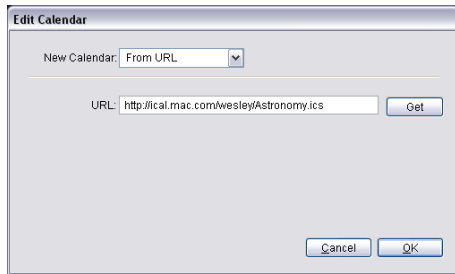 Edit Calendar
New Calendar: From URL
URL: http://ical.mac.com/wesley/Astronomy.ics Get
Cancel OK